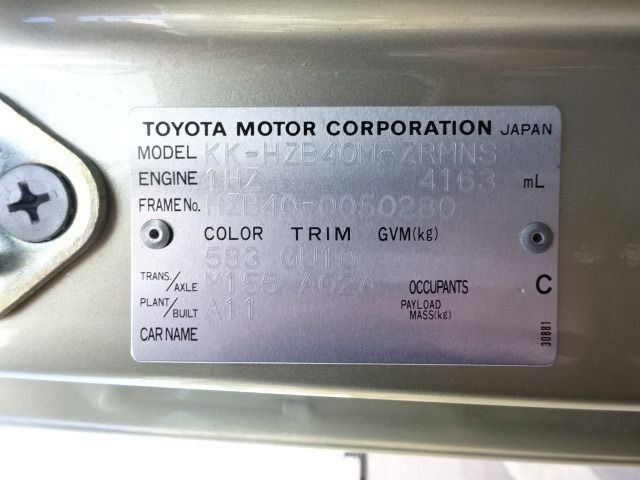 TOYOTA MOTOR CORPORATION JAPAN
MODEL KK-HZB40M-ZRMNS
ENGINE 1HZ 4163 mL
FRAME No. HZB40-0050280
COLOR TRIM GVM(kg)
583 GU10
TRANS./AXLE M155 A02A OCCUPANTS C
PLANT/BUILT A11 PAYLOAD MASS(kg)
CAR NAME
30881